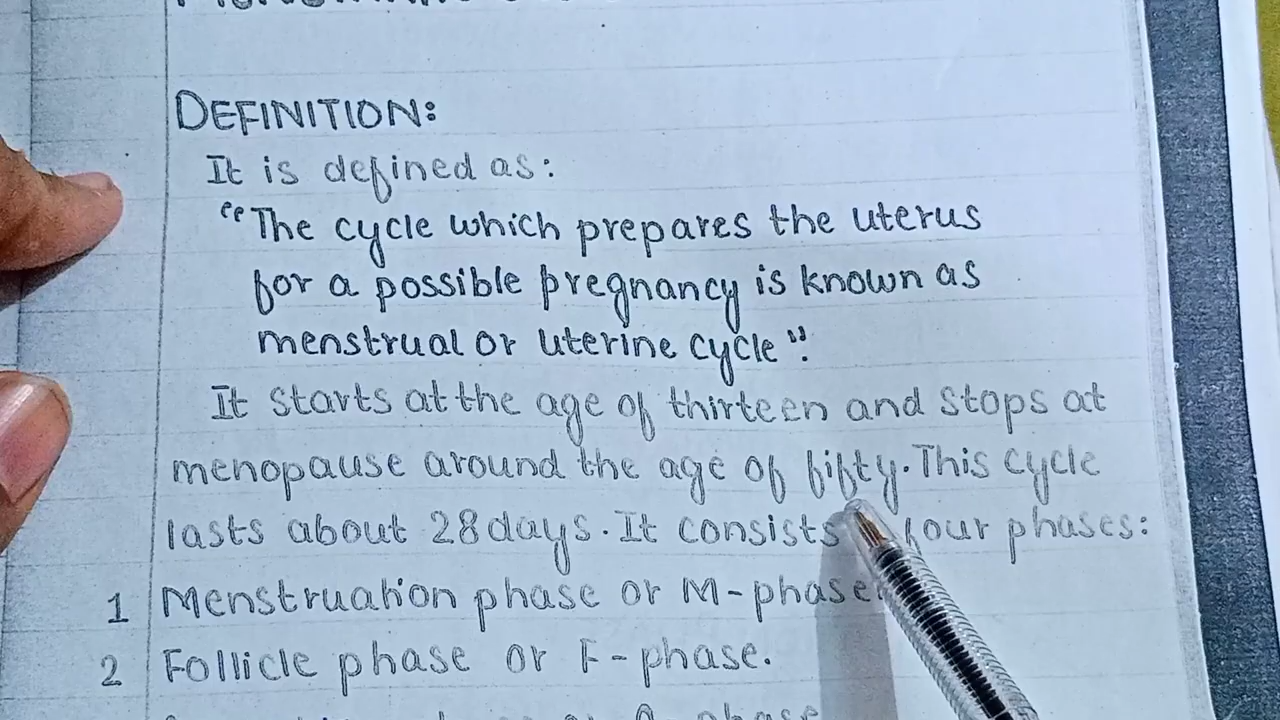 DEFINITION:
It is defined as:
"The cycle which prepares the uterus
for a possible pregnancy is known as
menstrual or uterine cycle".
It starts at the age of thirteen and stops at
menopause around the age of fifty. This cycle
lasts about 28 days. It consists four phases:
1 Menstruation phase or M-phase
2 Follicle phase or F-phase.
phase